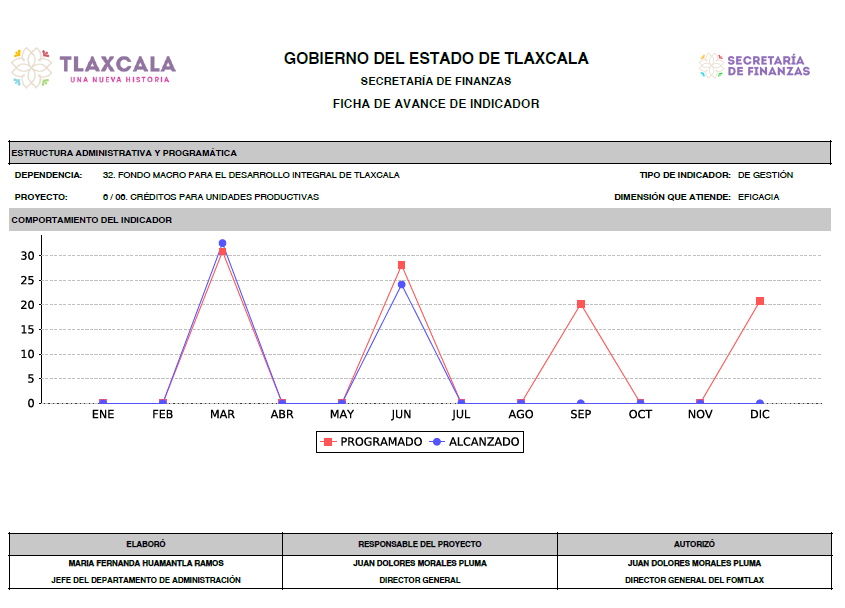 TLAXCALA
UNA NUEVA HISTORIA
GOBIERNO DEL ESTADO DE TLAXCALA
SECRETARÍA DE FINANZAS
FICHA DE AVANCE DE INDICADOR
SECRETARÍA
DE FINANZAS
ESTRUCTURA ADMINISTRATIVA Y PROGRAMÁTICA
DEPENDENCIA: 32. FONDO MACRO PARA EL DESARROLLO INTEGRAL DE TLAXCALA TIPO DE INDICADOR: DE GESTIÓN
PROYECTO: 6 / 06. CRÉDITOS PARA UNIDADES PRODUCTIVAS DIMENSIÓN QUE ATIENDE: EFICACIA
COMPORTAMIENTO DEL INDICADOR
30
25
20
15
10
5
0
ENE FEB MAR ABR MAY JUN JUL AGO SEP OCT NOV DIC
PROGRAMADO ALCANZADO
ELABORÓ RESPONSABLE DEL PROYECTO AUTORIZÓ
MARIA FERNANDA HUAMANTLA RAMOS JUAN DOLORES MORALES PLUMA JUAN DOLORES MORALES PLUMA
JEFE DEL DEPARTAMENTO DE ADMINISTRACIÓN DIRECTOR GENERAL DIRECTOR GENERAL DEL FOMTLAX